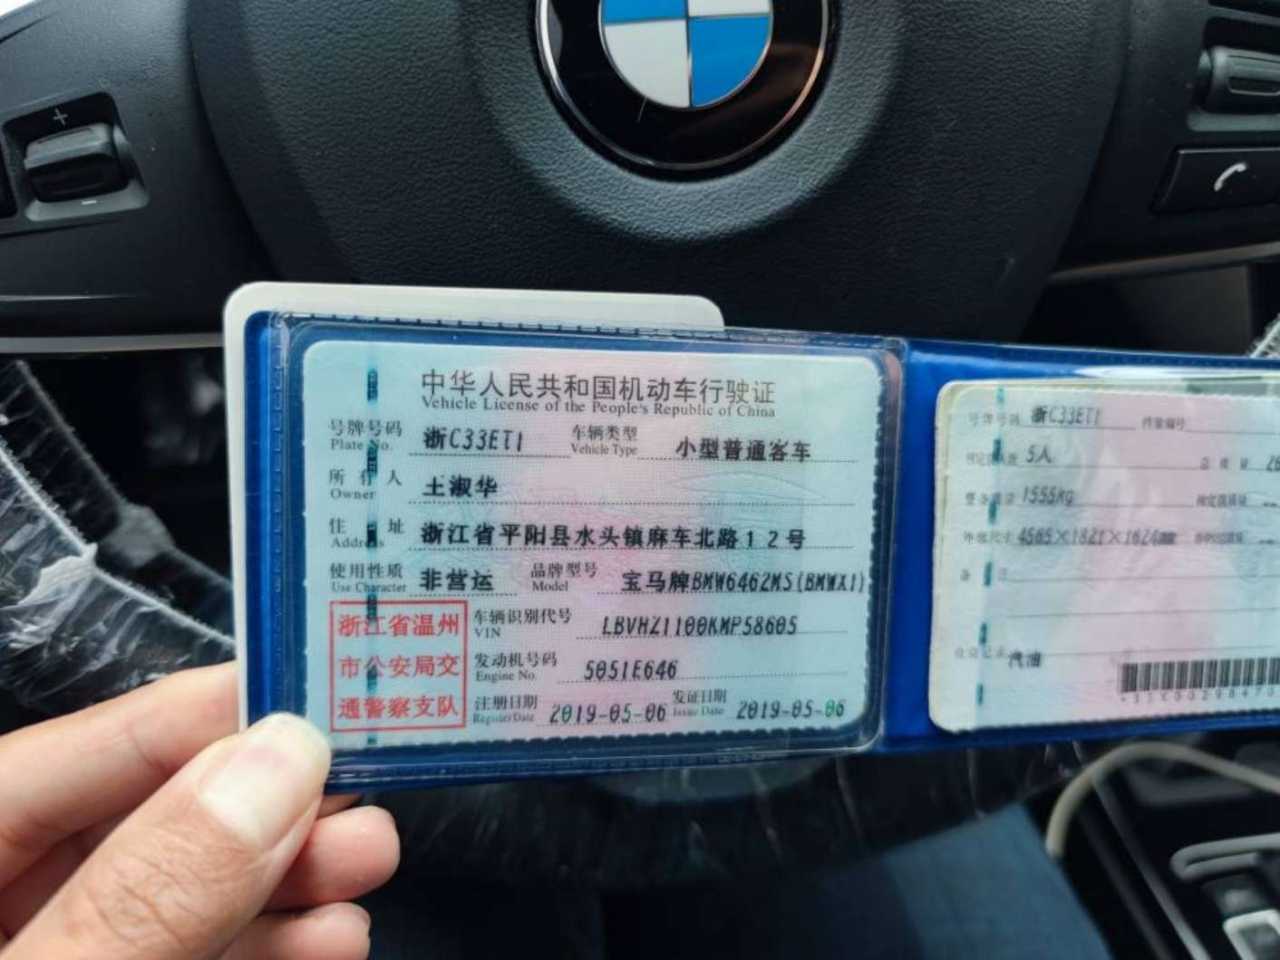 中华人民共和国机动车行驶证
Vehicle License of the People's Republic of China
号牌号码 浙C33ET1 车辆类型 小型普通客车
Plate No. Vehicle Type
所有人 王淑华
Owner
住址 浙江省平阳县水头镇麻车北路12号
Address
使用性质 非营运 品牌型号 宝马牌BMW6462MS(BMWX1)
Use Character Model
浙江省温州
市公安局交
通警察支队
车辆识别代号 LBVHZ1100KMP58605
VIN
发动机号码 5051E646
Engine No.
注册日期 2019-05-06 发证日期 2019-05-06
Register Date Issue Date
号牌号码 浙C33ET1 档案编号
5人
1555kg
外廓尺寸 4565×1821×1624mm
汽油